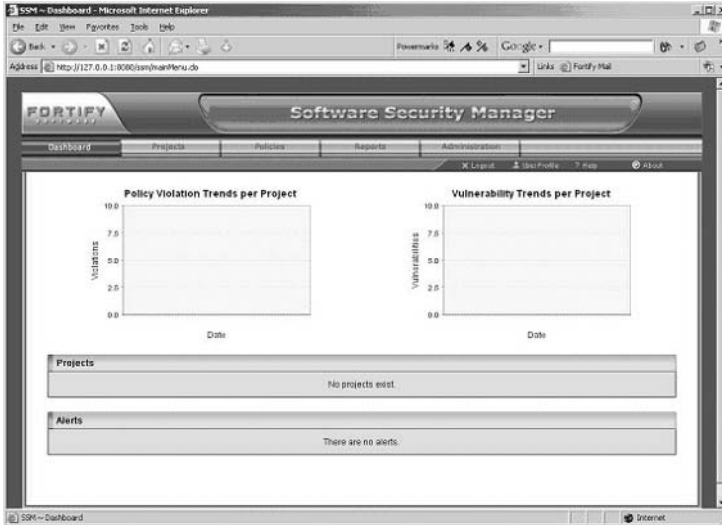 SSM ~ Dashboard - Microsoft Internet Explorer
File Edit View Favorites Tools Help
Back Powermarks Google
Address http://127.0.0.1:8080/ssm/mainMenu.do Links Fortify Mail
FORTIFY
SOFTWARE
Software Security Manager
Dashboard Projects Policies Reports Administration
X Logout User Profile ? Help About
Policy Violation Trends per Project
10.0
7.5
5.0
2.5
0.0
Violations
Date
Vulnerability Trends per Project
10.0
7.5
5.0
2.5
0.0
Vulnerabilities
Date
Projects
No projects exist.
Alerts
There are no alerts.
SSM ~ Dashboard Internet